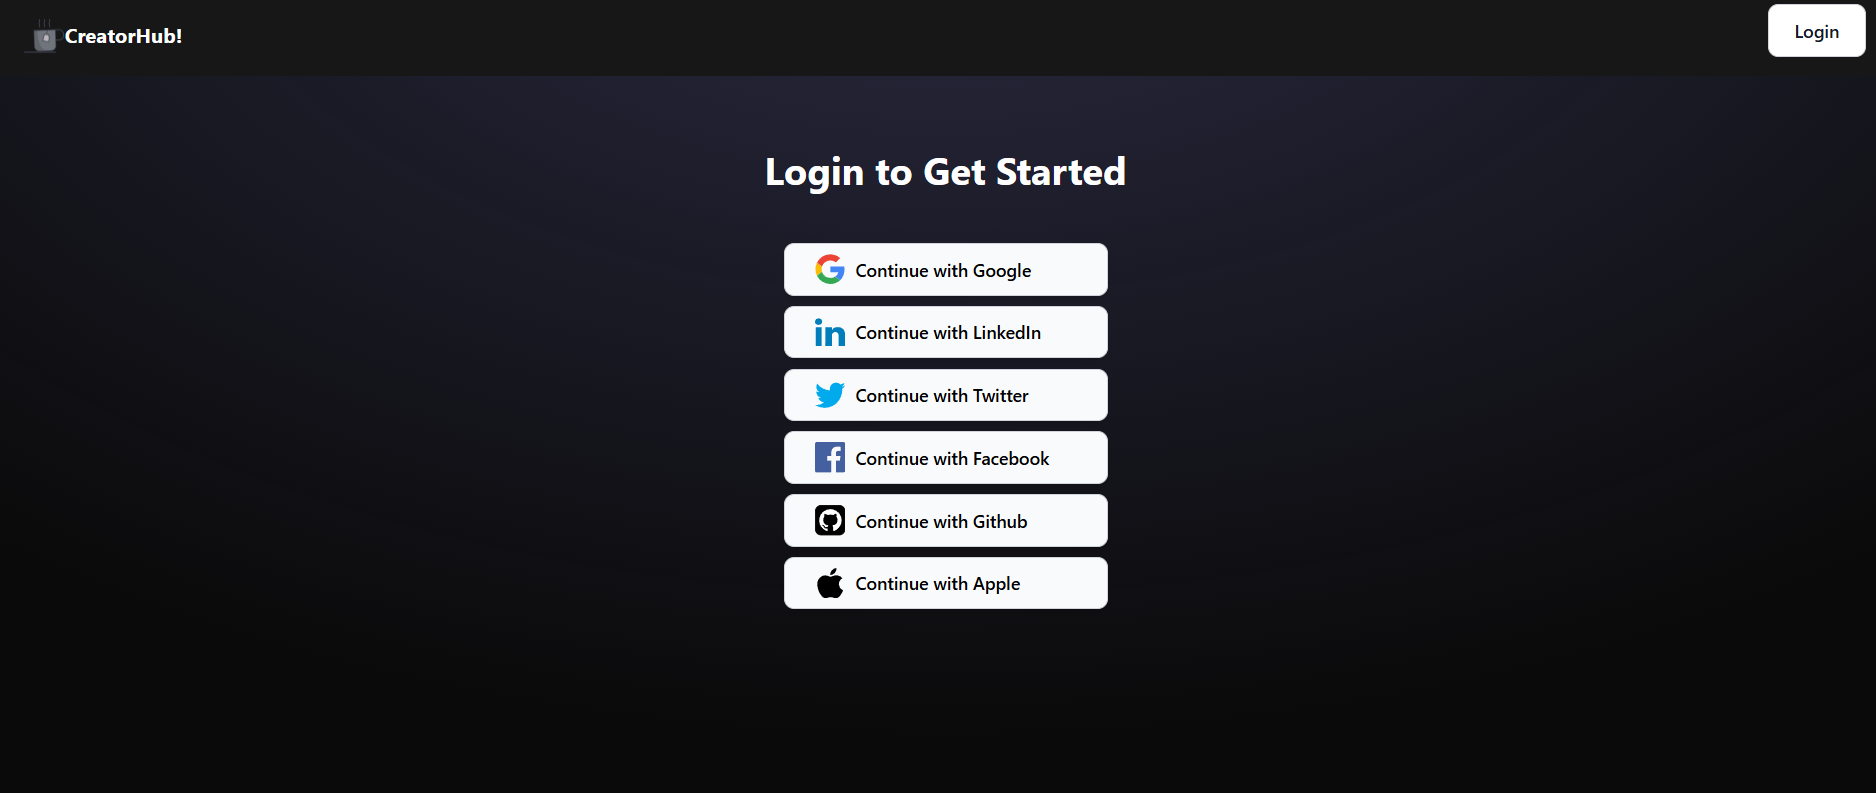 CreatorHub!
Login
Login to Get Started
Continue with Google
Continue with LinkedIn
Continue with Twitter
Continue with Facebook
Continue with Github
Continue with Apple